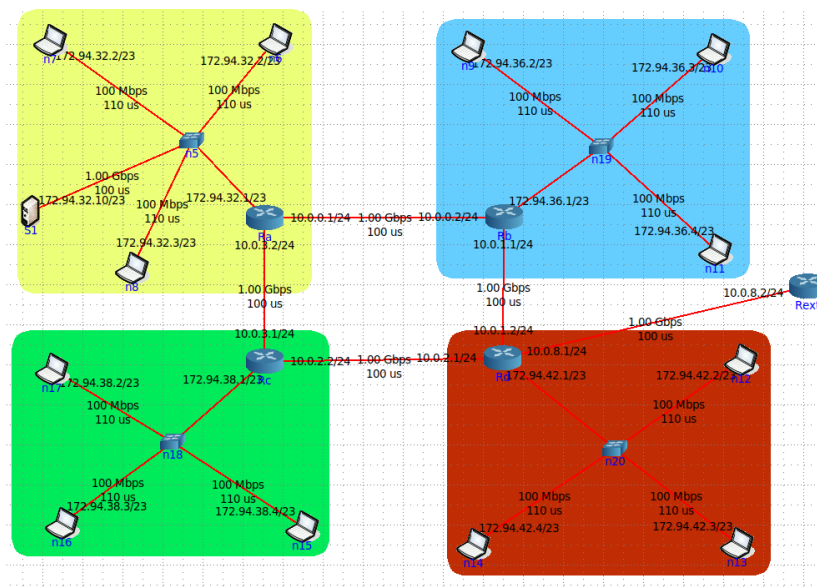 n7
172.94.32.2/23
172.94.32.2/23
n6
100 Mbps
110 us
100 Mbps
110 us
n5
1.00 Gbps
100 us
172.94.32.10/23
S1
100 Mbps
110 us
172.94.32.1/23
172.94.32.3/23
n8
Ra
10.0.0.1/24
1.00 Gbps
100 us
10.0.0.2/24
10.0.3.2/24
1.00 Gbps
100 us
10.0.3.1/24
n9
172.94.36.2/23
172.94.36.3/23
n10
100 Mbps
110 us
100 Mbps
110 us
n19
172.94.36.1/23
100 Mbps
110 us
172.94.36.4/23
n11
Rb
10.0.1.1/24
1.00 Gbps
100 us
10.0.1.2/24
10.0.8.2/24
Rext
1.00 Gbps
100 us
10.0.8.1/24
Rc
10.0.2.2/24
1.00 Gbps
100 us
10.0.2.1/24
Rd
n17
172.94.38.2/23
172.94.38.1/23
100 Mbps
110 us
n18
100 Mbps
110 us
172.94.38.3/23
n16
100 Mbps
110 us
172.94.38.4/23
n15
172.94.42.1/23
172.94.42.2/23
n12
100 Mbps
110 us
n20
100 Mbps
110 us
172.94.42.4/23
n14
100 Mbps
110 us
172.94.42.3/23
n13